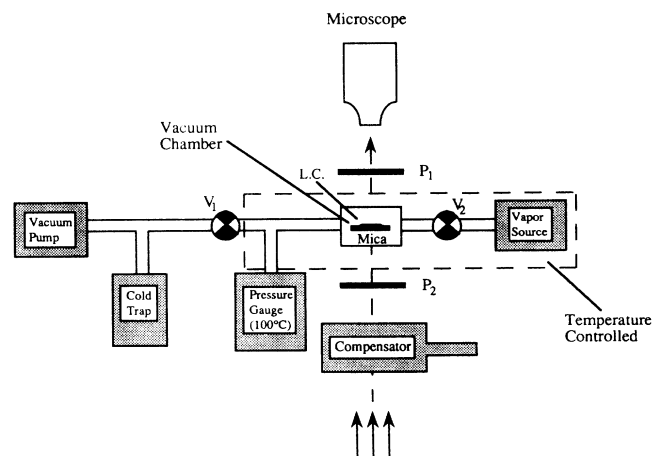 Microscope
Vacuum
Chamber
L.C.
P1
V1
V2
Vacuum
Pump
Vapor
Source
Mica
Cold
Trap
Pressure
Gauge
(100°C)
P2
Temperature
Controlled
Compensator